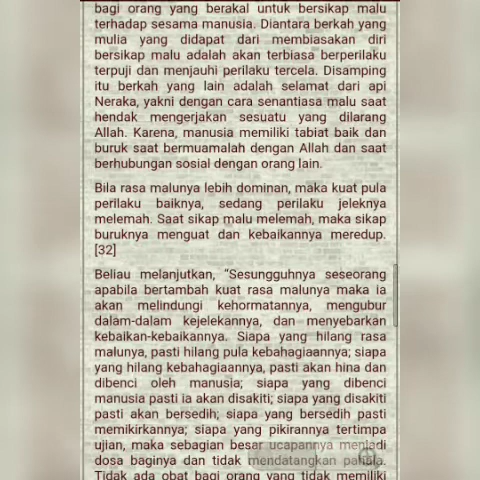 bagi orang yang berakal untuk bersikap malu
terhadap sesama manusia. Diantara berkah yang
mulia yang didapat dari membiasakan diri
bersikap malu adalah akan terbiasa berperilaku
terpuji dan menjauhi perilaku tercela. Disamping
itu berkah yang lain adalah selamat dari api
Neraka, yakni dengan cara senantiasa malu saat
hendak mengerjakan sesuatu yang dilarang
Allah. Karena, manusia memiliki tabiat baik dan
buruk saat bermuamalah dengan Allah dan saat
berhubungan sosial dengan orang lain.
Bila rasa malunya lebih dominan, maka kuat pula
perilaku baiknya, sedang perilaku jeleknya
melemah. Saat sikap malu melemah, maka sikap
buruknya menguat dan kebaikannya meredup.
[32]
Beliau melanjutkan, “Sesungguhnya seseorang
apabila bertambah kuat rasa malunya maka ia
akan melindungi kehormatannya, mengubur
dalam-dalam kejelekannya, dan menyebarkan
kebaikan-kebaikannya. Siapa yang hilang rasa
malunya, pasti hilang pula kebahagiaannya; siapa
yang hilang kebahagiaannya, pasti akan hina dan
dibenci oleh manusia; siapa yang dibenci
manusia pasti ia akan disakiti; siapa yang disakiti
pasti akan bersedih; siapa yang bersedih pasti
memikirkannya; siapa yang pikirannya tertimpa
ujian, maka sebagian besar ucapannya menjadi
dosa baginya dan tidak mendatangkan pahala.
Tidak ada obat bagi orang yang tidak memiliki